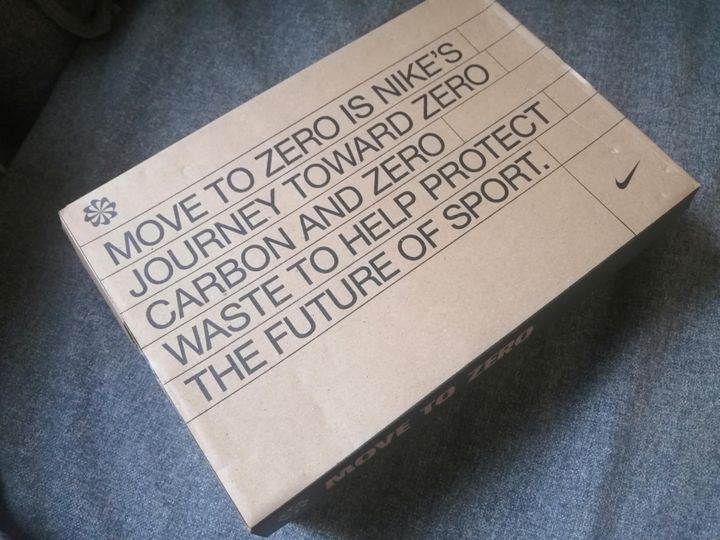 MOVE TO ZERO IS NIKE'S
JOURNEY TOWARD ZERO
CARBON AND ZERO
WASTE TO HELP PROTECT
THE FUTURE OF SPORT.
MOVE TO ZERO